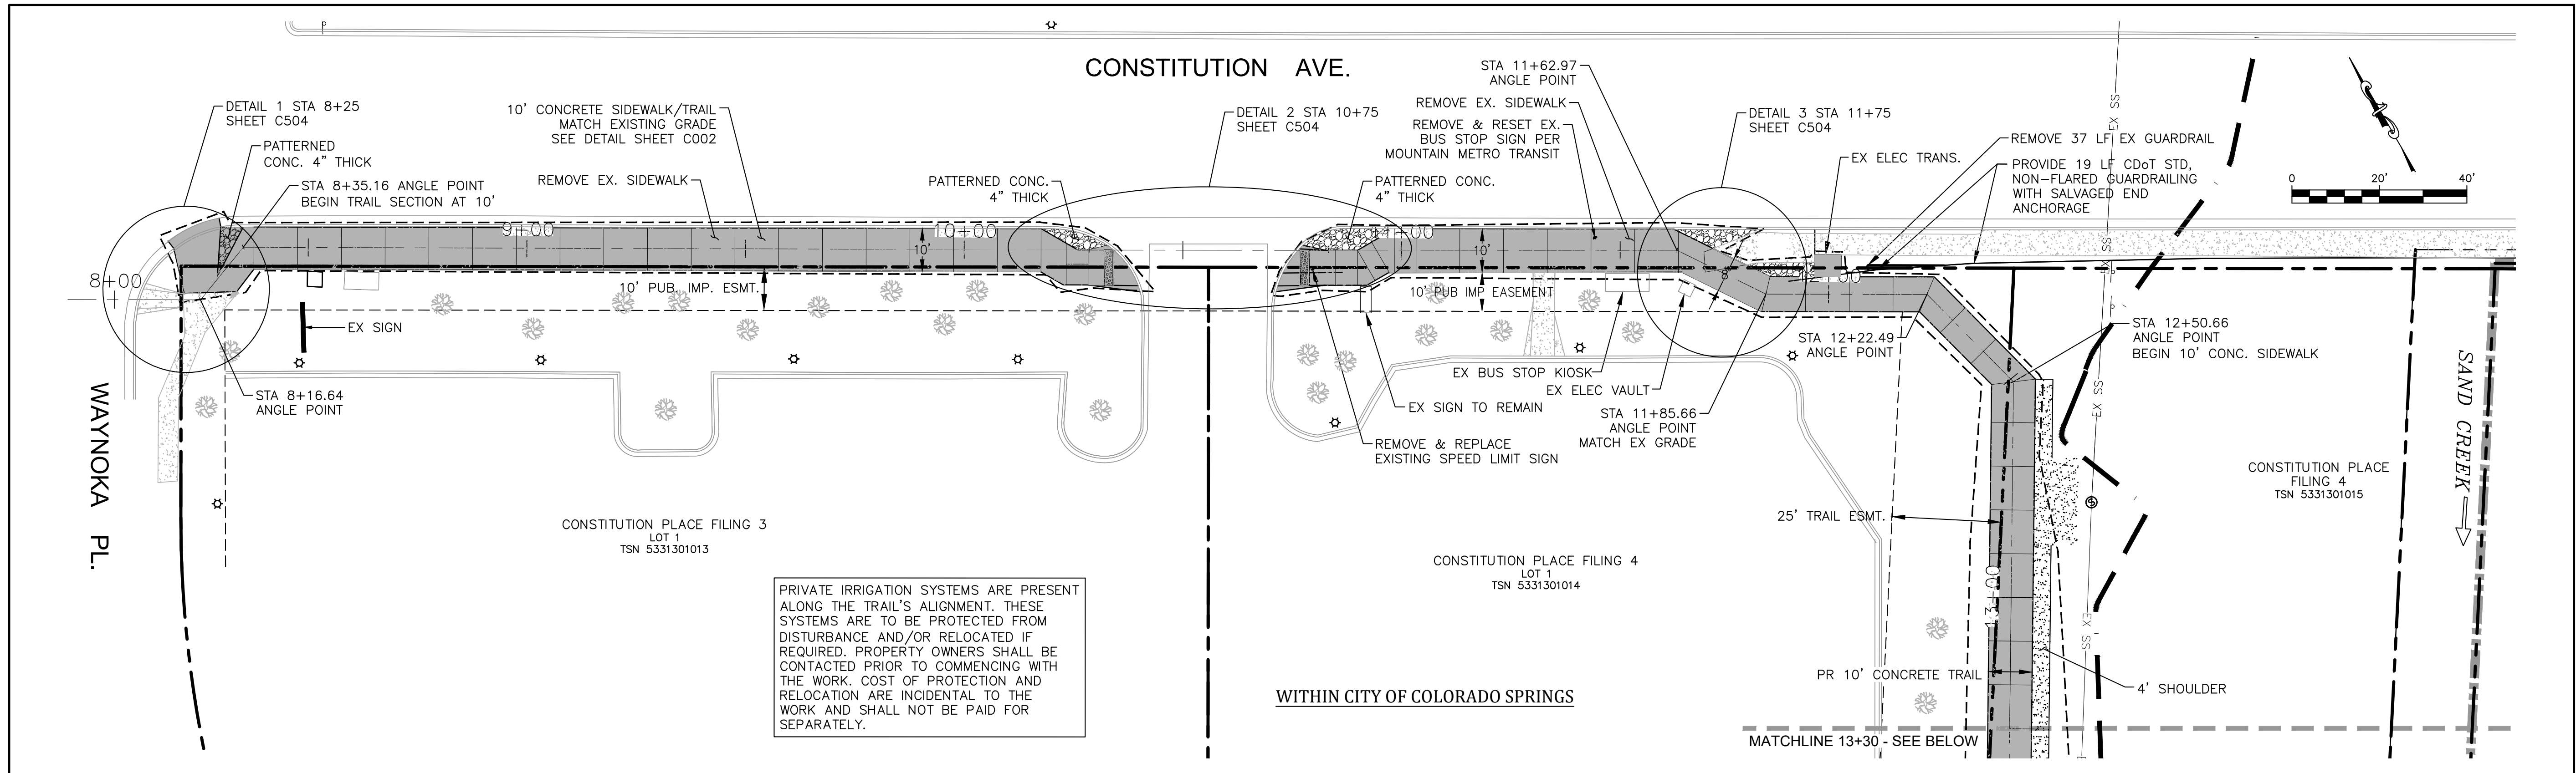 CONSTITUTION AVE.
DETAIL 1 STA 8+25
SHEET C504
PATTERNED
CONC. 4" THICK
STA 8+35.16 ANGLE POINT
BEGIN TRAIL SECTION AT 10'
10' CONCRETE SIDEWALK/TRAIL
MATCH EXISTING GRADE
SEE DETAIL SHEET C002
REMOVE EX. SIDEWALK
PATTERNED CONC.
4" THICK
DETAIL 2 STA 10+75
SHEET C504
PATTERNED CONC.
4" THICK
STA 11+62.97
ANGLE POINT
REMOVE EX. SIDEWALK
REMOVE & RESET EX.
BUS STOP SIGN PER
MOUNTAIN METRO TRANSIT
DETAIL 3 STA 11+75
SHEET C504
EX ELEC TRANS.
REMOVE 37 LF EX GUARDRAIL
PROVIDE 19 LF CDoT STD,
NON-FLARED GUARDRAILING
WITH SALVAGED END
ANCHORAGE
0 20' 40'
EX SS
EX SS
EX SS
EX SS
EX SS
8+00
9+00
10+00
11+00
13+00
10'
10'
8'
10' PUB. IMP. ESMT.
10' PUB IMP EASEMENT
EX SIGN
STA 8+16.64
ANGLE POINT
WAYNOKA PL.
EX BUS STOP KIOSK
EX ELEC VAULT
EX SIGN TO REMAIN
REMOVE & REPLACE
EXISTING SPEED LIMIT SIGN
STA 11+85.66
ANGLE POINT
MATCH EX GRADE
STA 12+22.49
ANGLE POINT
STA 12+50.66
ANGLE POINT
BEGIN 10' CONC. SIDEWALK
SAND CREEK
CONSTITUTION PLACE
FILING 4
TSN 5331301015
25' TRAIL ESMT.
CONSTITUTION PLACE FILING 3
LOT 1
TSN 5331301013
CONSTITUTION PLACE FILING 4
LOT 1
TSN 5331301014
PRIVATE IRRIGATION SYSTEMS ARE PRESENT
ALONG THE TRAIL'S ALIGNMENT. THESE
SYSTEMS ARE TO BE PROTECTED FROM
DISTURBANCE AND/OR RELOCATED IF
REQUIRED. PROPERTY OWNERS SHALL BE
CONTACTED PRIOR TO COMMENCING WITH
THE WORK. COST OF PROTECTION AND
RELOCATION ARE INCIDENTAL TO THE
WORK AND SHALL NOT BE PAID FOR
SEPARATELY.
WITHIN CITY OF COLORADO SPRINGS
PR 10' CONCRETE TRAIL
4' SHOULDER
MATCHLINE 13+30 - SEE BELOW